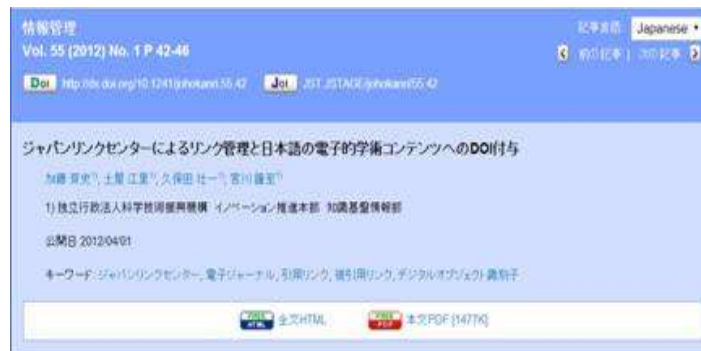 情報管理
記事言語 Japanese
Vol. 55 (2012) No. 1 P 42-46
前の記事 | 次の記事
DOI http://dx.doi.org/10.1241/johokanri.55.42 JOI JST.JSTAGE/johokanri/55.42
ジャパンリンクセンターによるリンク管理と日本語の電子的学術コンテンツへのDOI付与
加藤 斉史1), 土屋 江里1), 久保田 壮一1), 宮川 謹至1)
1) 独立行政法人科学技術振興機構 イノベーション推進本部 知識基盤情報部
公開日 2012/04/01
キーワード: ジャパンリンクセンター, 電子ジャーナル, 引用リンク, 被引用リンク, デジタルオブジェクト識別子
FREE HTML 全文HTML FREE PDF 本文PDF [1477K]